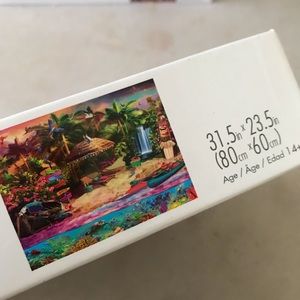 31.5in x 23.5in
(80cm x 60cm)
Age / Âge / Edad 14+